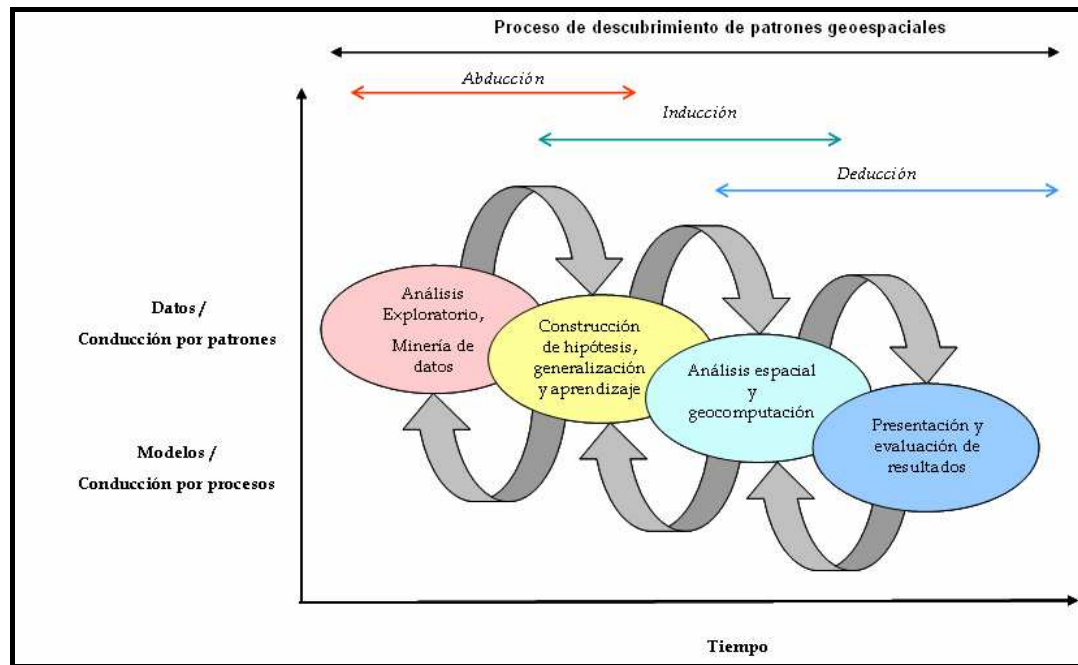 Proceso de descubrimiento de patrones geoespaciales
Abducción
Inducción
Deducción
Datos /
Conducción por patrones
Modelos /
Conducción por procesos
Análisis
Exploratorio,
Minería de
datos
Construcción
de hipótesis,
generalización
y aprendizaje
Análisis espacial
y
geocomputación
Presentación y
evaluación de
resultados
Tiempo